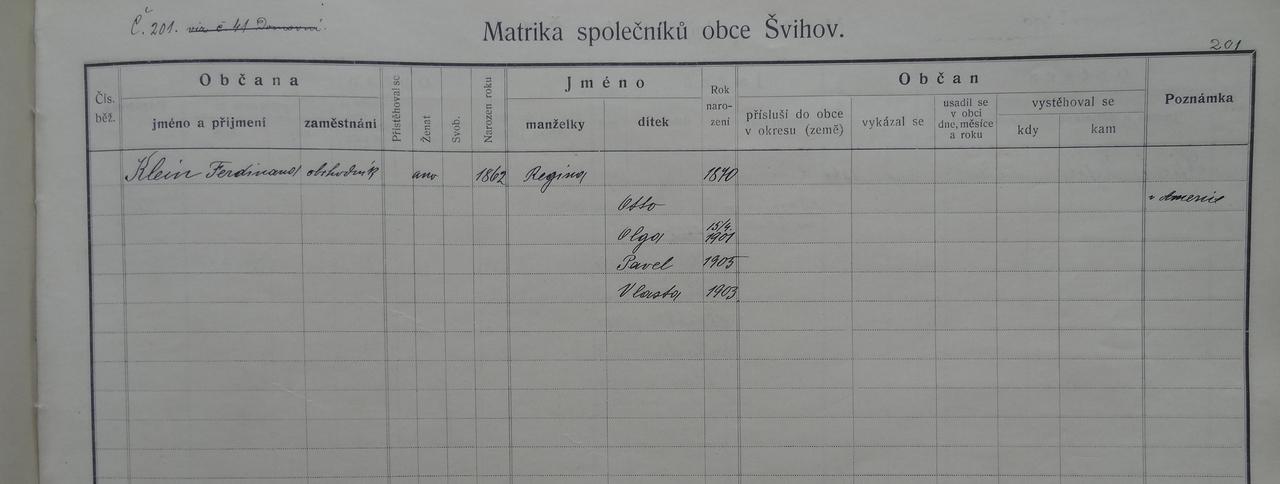 Č. 201. viz č. 41 Domovní.
Matrika společníků obce Švihov.
201
Čís. běž.
Občana
jméno a přijmení
zaměstnání
Přistěhoval se
Ženat
Svob.
Narozen roku
Jméno
manželky
dítek
Rok naro- zení
Občan
přísluší do obce v okresu (země)
vykázal se
usadil se v obci dne, měsíce a roku
vystěhoval se
kdy
kam
Poznámka
Klein Ferdinand obchodník ano 1862 Regina 1870
Otto v Americe
Olga 15/4. 1901
Pavel 1905
Vlasta 1903